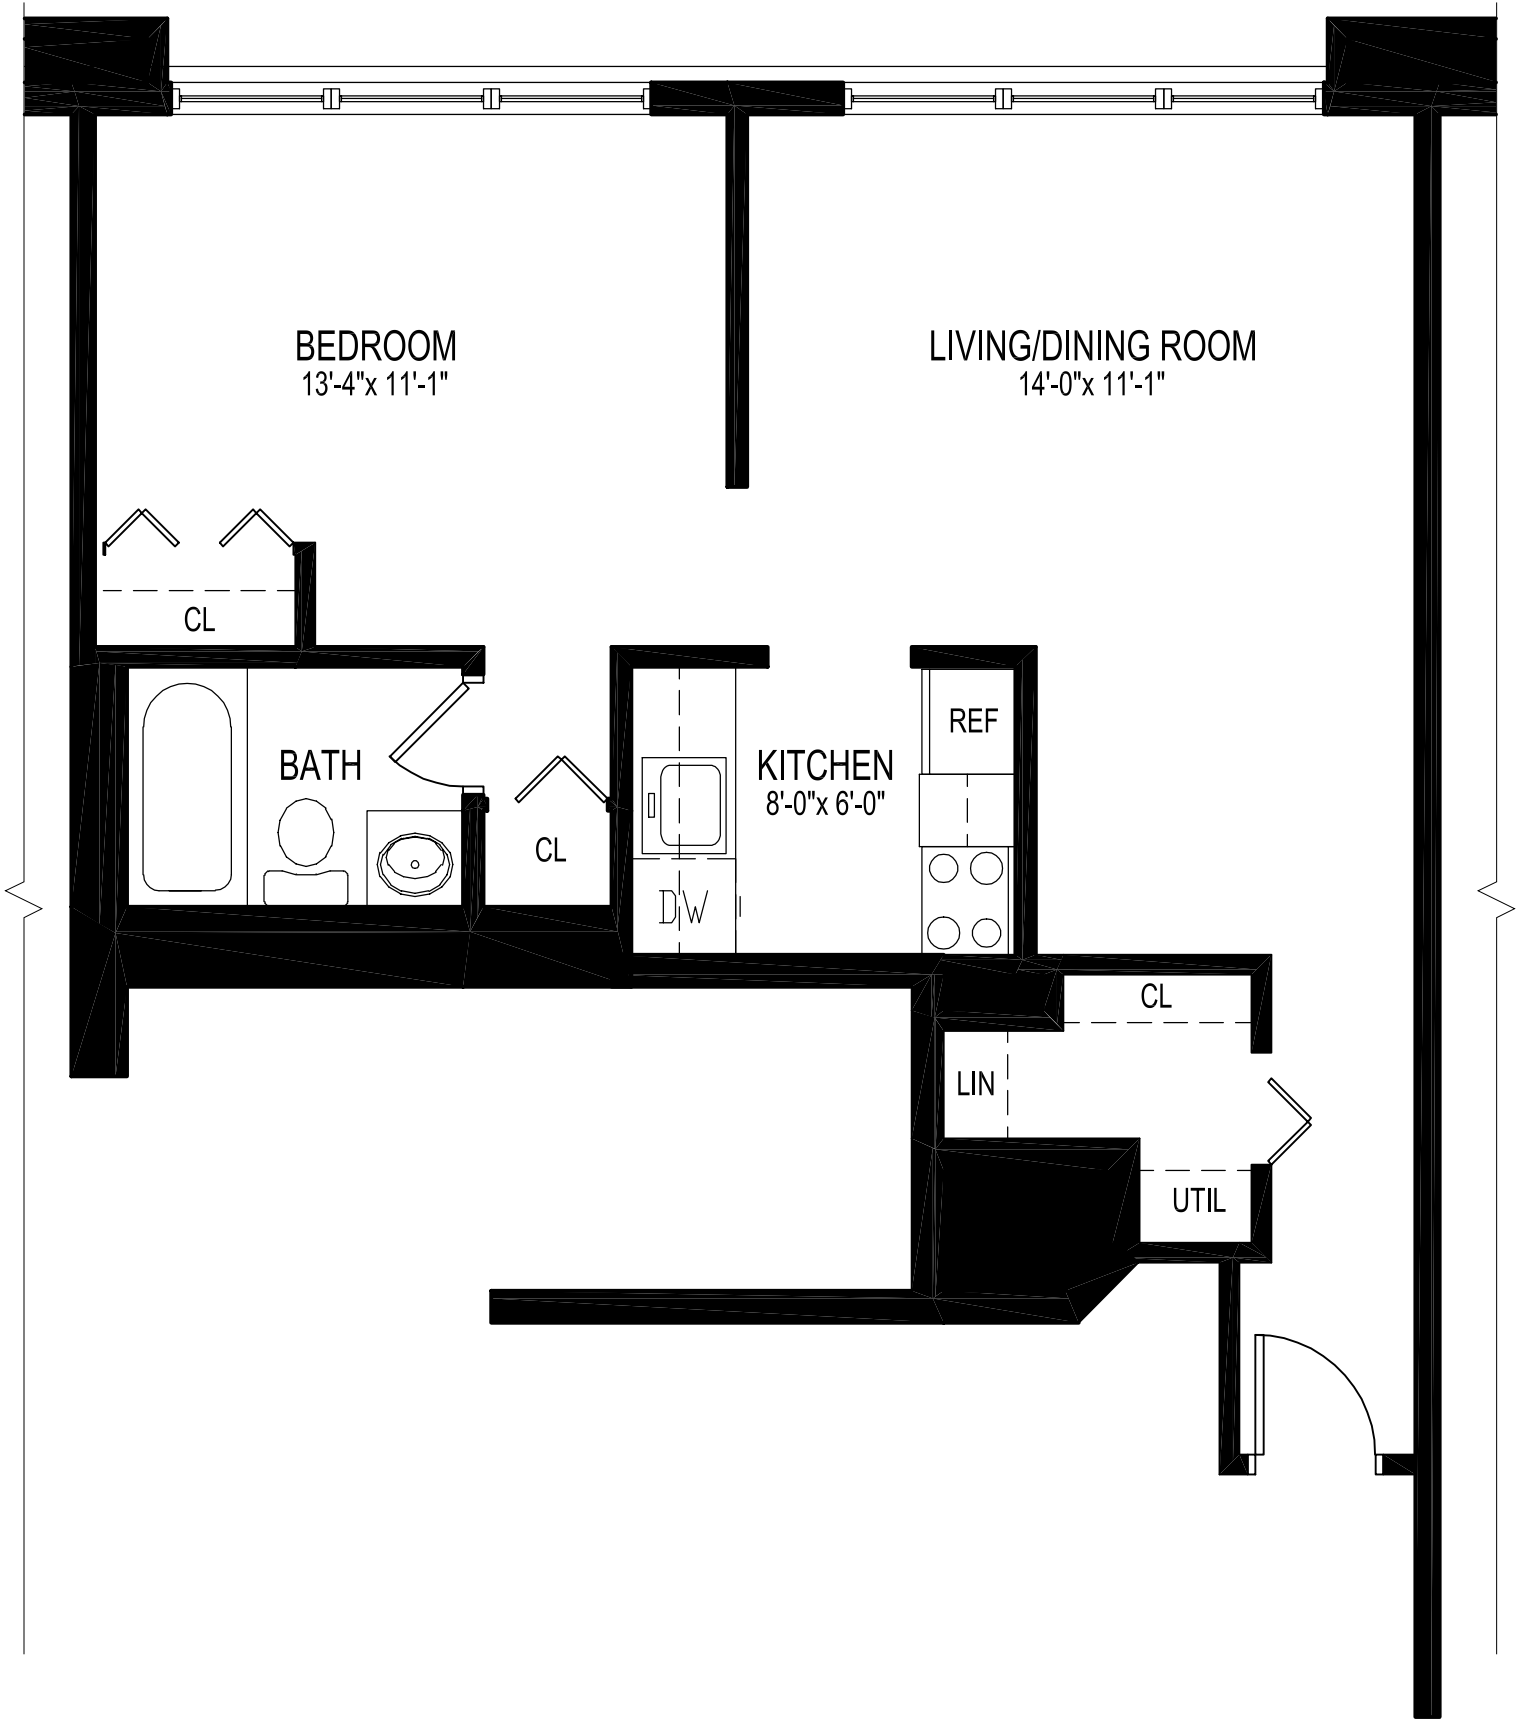 BEDROOM
13'-4"x 11'-1"
LIVING/DINING ROOM
14'-0"x 11'-1"
CL
BATH
CL
KITCHEN
8'-0"x 6'-0"
REF
DW
CL
LIN
UTIL